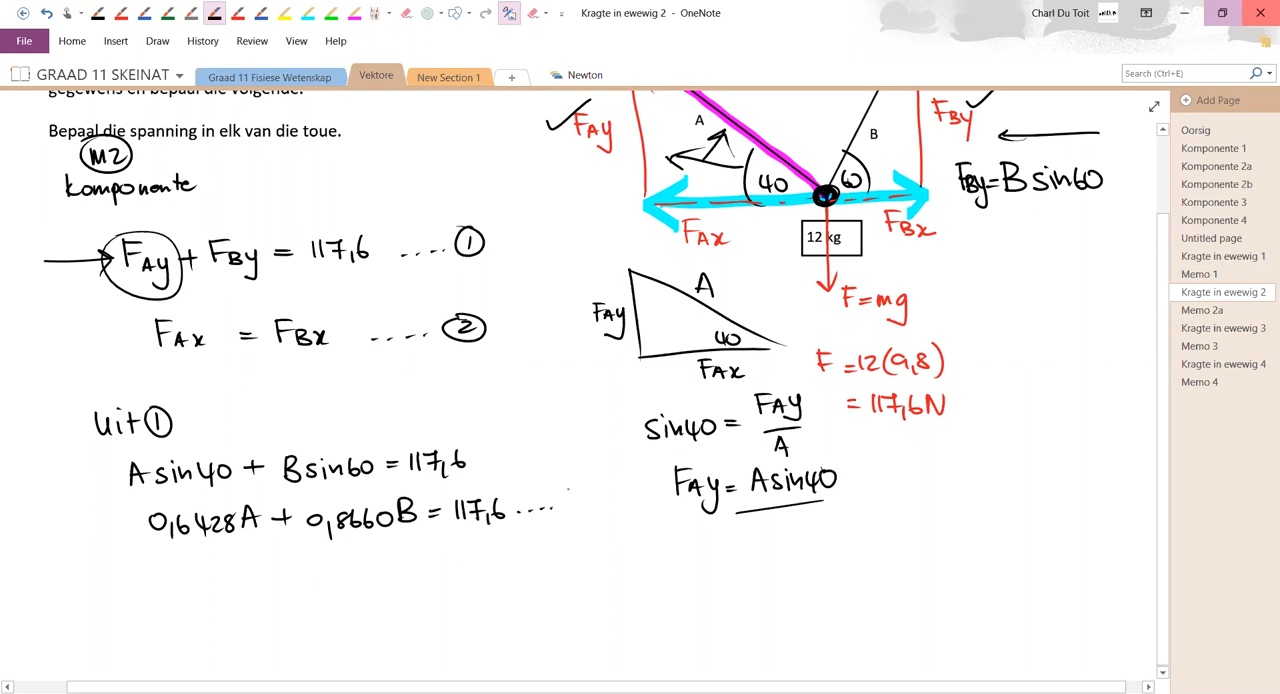 Kragte in ewewig 2 - OneNote
Charl Du Toit
File Home Insert Draw History Review View Help
GRAAD 11 SKEINAT
Graad 11 Fisiese Wetenskap
Vektore
New Section 1
Newton
Search (Ctrl+E)
Add Page
Oorsig
Komponente 1
Komponente 2a
Komponente 2b
Komponente 3
Komponente 4
Untitled page
Kragte in ewewig 1
Memo 1
Kragte in ewewig 2
Memo 2a
Kragte in ewewig 3
Memo 3
Kragte in ewewig 4
Memo 4
gegewens en bepaal die volgende.
Bepaal die spanning in elk van die toue.
m2
komponente
FAy + FBy = 117,6 .... ①
FAx = FBx ..... ②
Uit ①
A sin40 + B sin60 = 117,6
0,6428A + 0,8660B = 117,6 ....
FAy
A
B
FBy
FBy = B sin60
40
60
FAx
FBx
12 kg
F = mg
F = 12(9,8)
= 117,6N
A
FAy
40
FAx
sin40 = FAy
A
FAy = A sin40